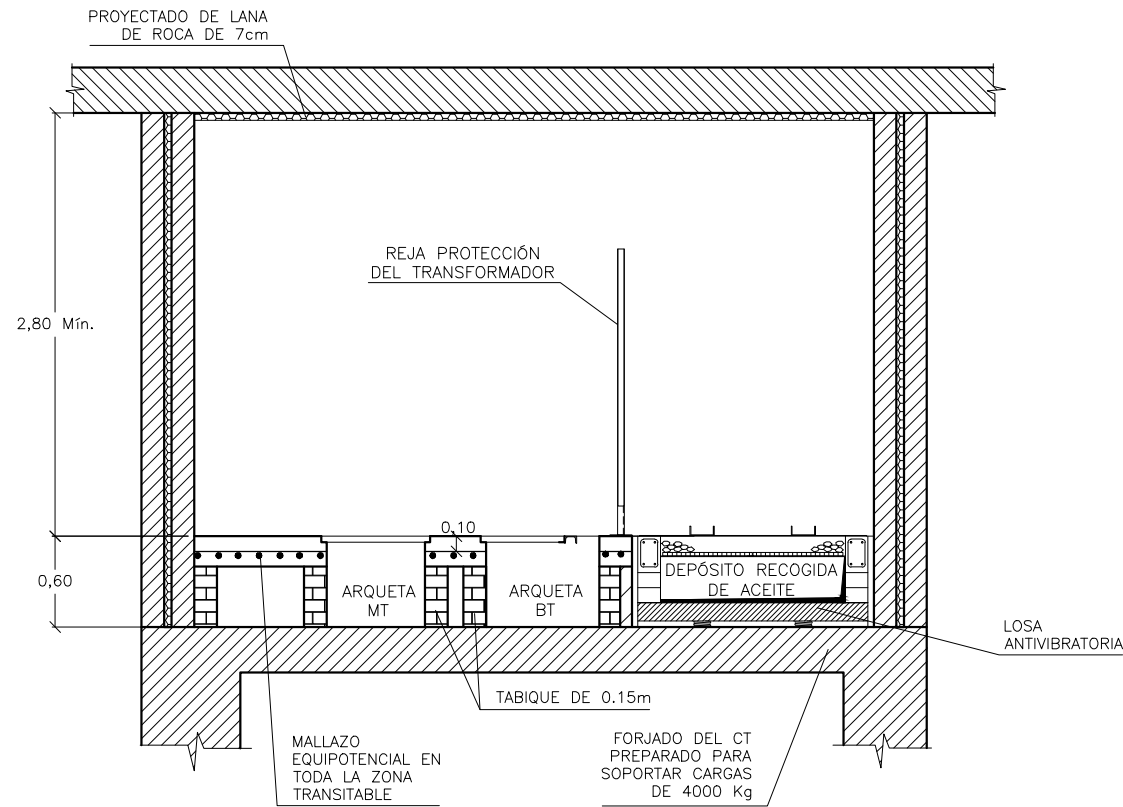 PROYECTADO DE LANA
DE ROCA DE 7cm
REJA PROTECCIÓN
DEL TRANSFORMADOR
2,80 Mín.
0,10
0,60
ARQUETA
MT
ARQUETA
BT
DEPÓSITO RECOGIDA
DE ACEITE
LOSA
ANTIVIBRATORIA
TABIQUE DE 0.15m
MALLAZO
EQUIPOTENCIAL EN
TODA LA ZONA
TRANSITABLE
FORJADO DEL CT
PREPARADO PARA
SOPORTAR CARGAS
DE 4000 Kg